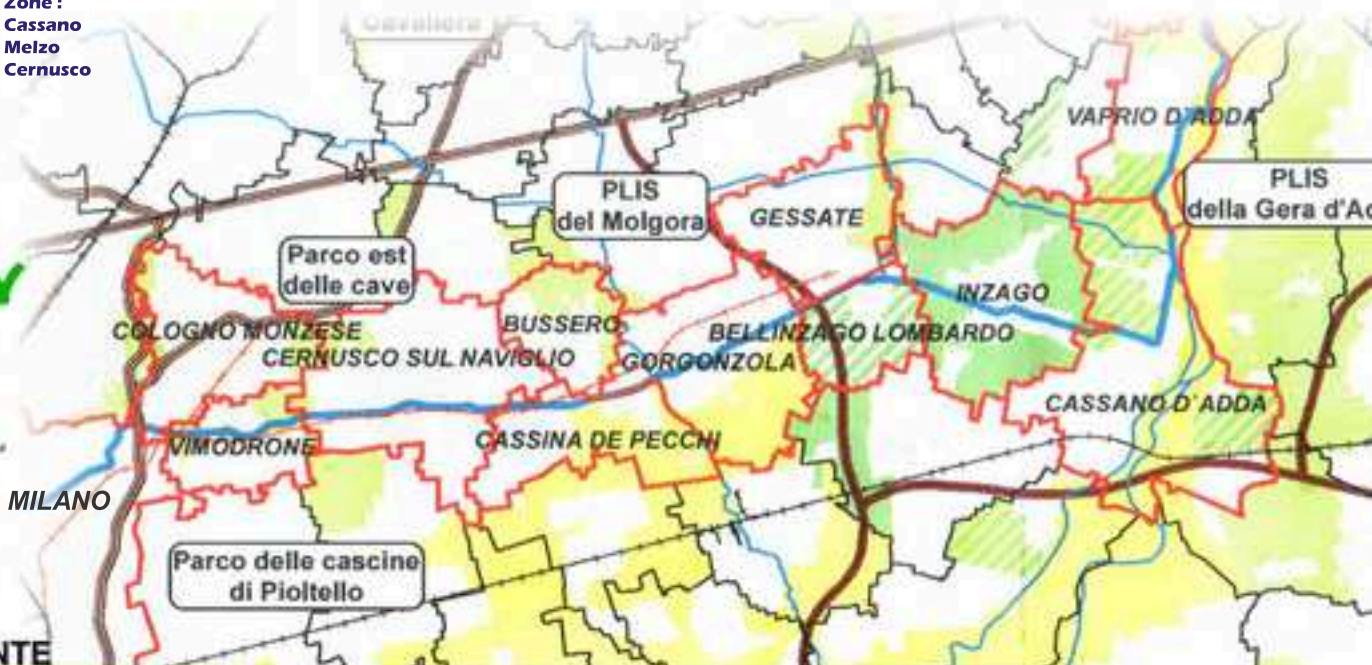 Zone :
Cassano
Melzo
Cernusco
Cavallera
VAPRIO D'ADDA
PLIS
del Molgora
GESSATE
PLIS
della Gera d'Ad
Parco est
delle cave
INZAGO
COLOGNO MONZESE
BUSSERO
BELLINZAGO LOMBARDO
CERNUSCO SUL NAVIGLIO
GORGONZOLA
CASSANO D'ADDA
VIMODRONE
CASSINA DE PECCHI
MILANO
Parco delle cascine
di Pioltello
NTE